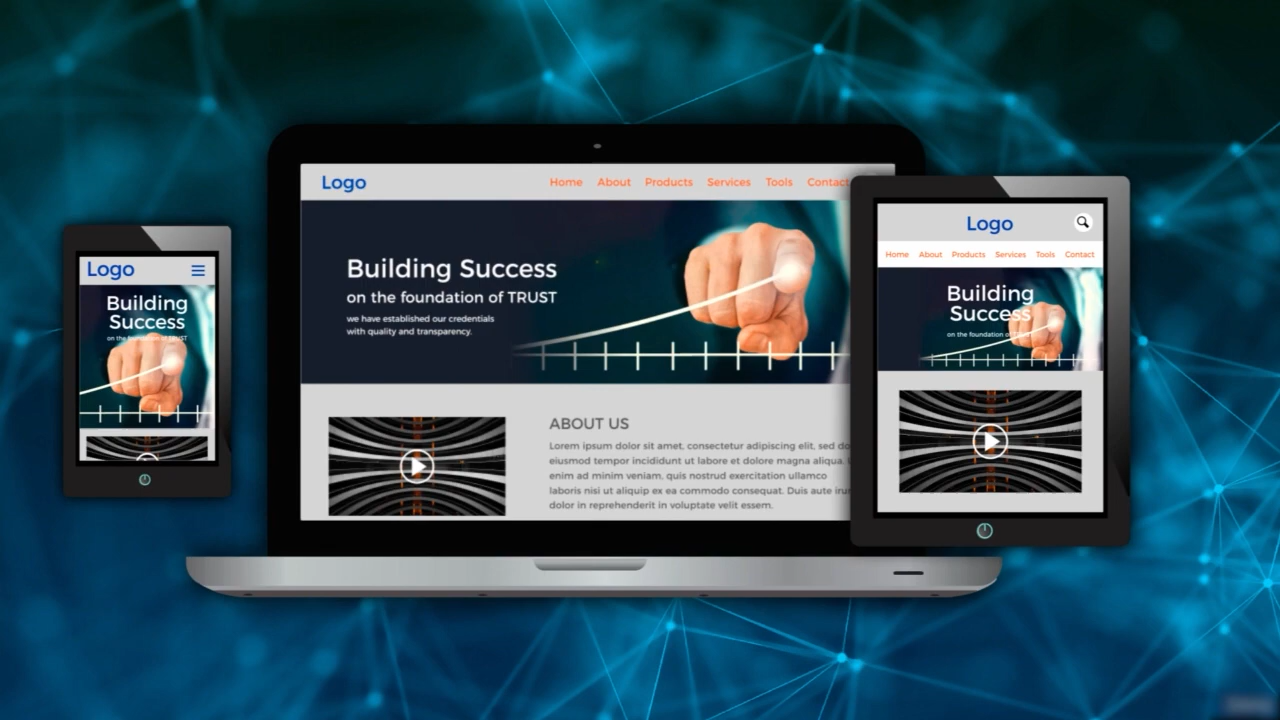 Logo
Building
Success
on the foundation of TRUST
Logo
Home About Products Services Tools Contact
Building Success
on the foundation of TRUST
we have established our credentials
with quality and transparency.
ABOUT US
Lorem ipsum dolor sit amet, consectetur adipiscing elit, sed do
eiusmod tempor incididunt ut labore et dolore magna aliqua.
enim ad minim veniam, quis nostrud exercitation ullamco
laboris nisi ut aliquip ex ea commodo consequat. Duis aute
dolor in reprehenderit in voluptate velit essem.
Logo
Home About Products Services Tools Contact
Building
Success
on the foundation of